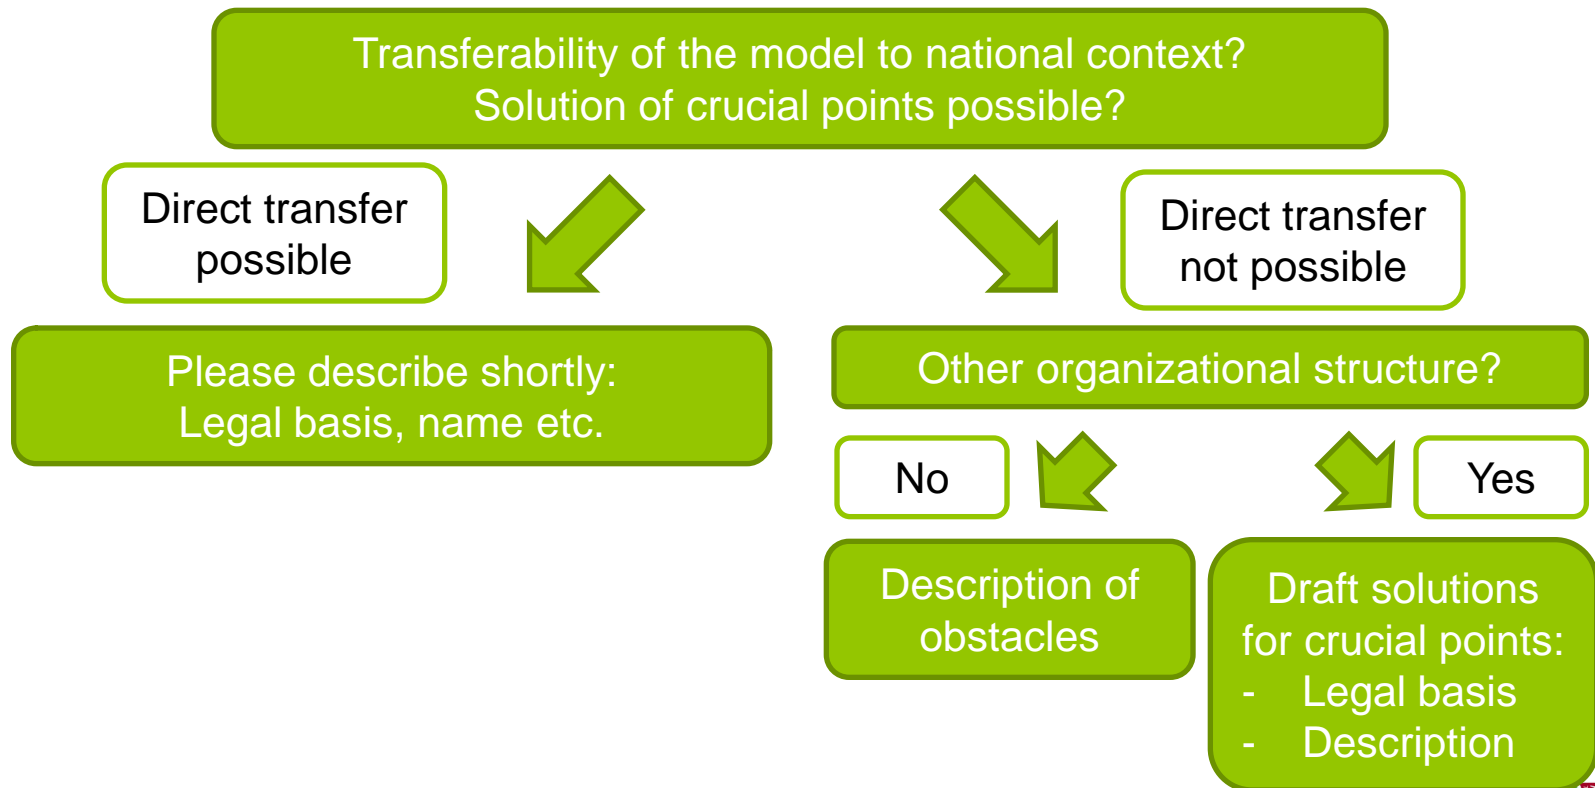 Transferability of the model to national context?
Solution of crucial points possible?
Direct transfer
possible
Direct transfer
not possible
Please describe shortly:
Legal basis, name etc.
Other organizational structure?
No
Yes
Description of
obstacles
Draft solutions
for crucial points:
- Legal basis
- Description